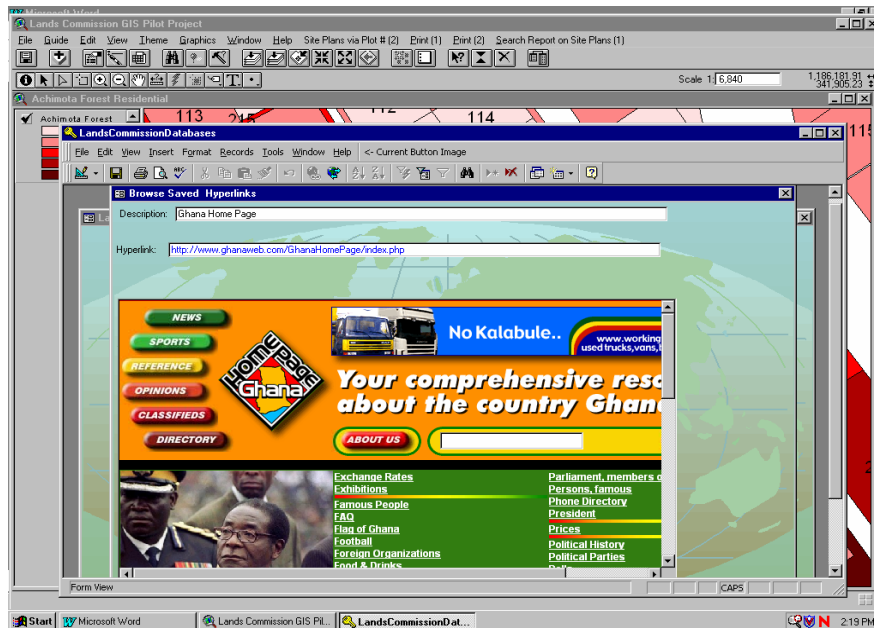 Microsoft Word
Lands Commission GIS Pilot Project
File Guide Edit View Theme Graphics Window Help Site Plans via Plot # (2) Print (1) Print (2) Search Report on Site Plans (1)
Scale 1: 6,840
1,186,181.91
341,905.23
Achimota Forest Residential
Achimota Forest
113
114
115
LandsCommissionDatabases
File Edit View Insert Format Records Tools Window Help <- Current Button Image
Browse Saved Hyperlinks
Description: Ghana Home Page
Hyperlink: http://www.ghanaweb.com/GhanaHomePage/index.php
NEWS
SPORTS
REFERENCE
OPINIONS
CLASSIFIEDS
DIRECTORY
HOME PAGE
Ghana
No Kalabule..
www.working
used trucks,vans,
Your comprehensive reso
about the country Ghan
ABOUT US
Exchange Rates
Exhibitions
Famous People
FAQ
Flag of Ghana
Football
Foreign Organizations
Food & Drinks
Parliament, members o
Persons, famous
Phone Directory
President
Prices
Political History
Political Parties
Form View
CAPS
Start Microsoft Word Lands Commission GIS Pil... LandsCommissionDat... 2:19 PM